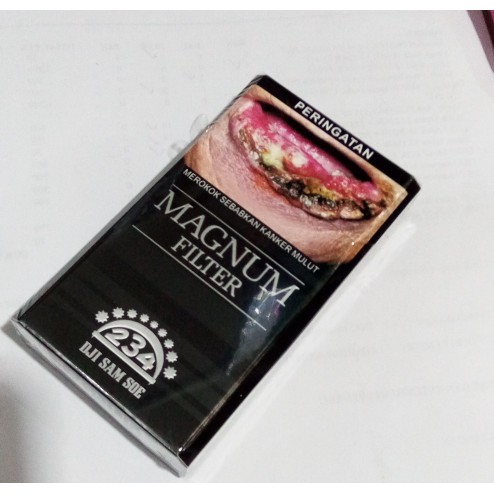 PERINGATAN
MEROKOK SEBABKAN KANKER MULUT
MAGNUM
FILTER
234
DJI SAM SOE